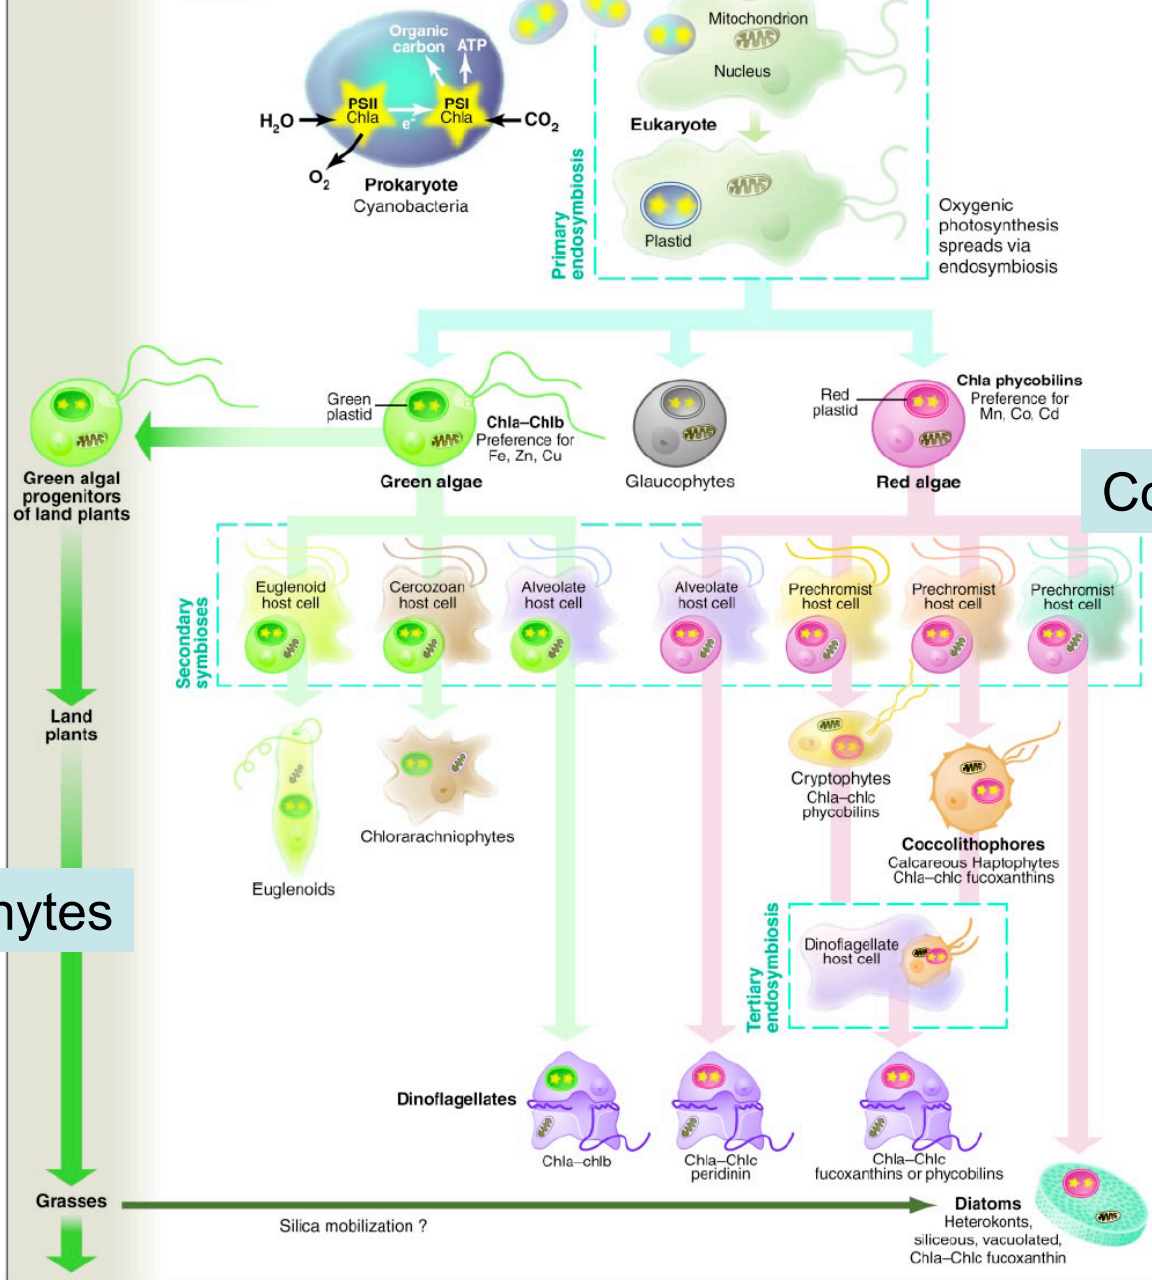 Organic
carbon
ATP
PSII
Chla
e-
PSI
Chla
H2O
CO2
O2
Prokaryote
Cyanobacteria
Mitochondrion
Nucleus
Eukaryote
Plastid
Primary
endosymbiosis
Oxygenic
photosynthesis
spreads via
endosymbiosis
Green
plastid
Chla–Chlb
Preference for
Fe, Zn, Cu
Green algae
Glaucophytes
Red
plastid
Chla phycobilins
Preference for
Mn, Co, Cd
Red algae
Co
Green algal
progenitors
of land plants
Secondary
symbioses
Euglenoid
host cell
Cercozoan
host cell
Alveolate
host cell
Alveolate
host cell
Prechromist
host cell
Prechromist
host cell
Prechromist
host cell
Land
plants
Euglenoids
Chlorarachniophytes
Cryptophytes
Chla–chlc
phycobilins
Coccolithophores
Calcareous Haptophytes
Chla–chlc fucoxanthins
hytes
Tertiary
endosymbiosis
Dinoflagellate
host cell
Dinoflagellates
Chla–chlb
Chla–Chlc
peridinin
Chla–Chlc
fucoxanthins or phycobilins
Grasses
Silica mobilization ?
Diatoms
Heterokonts,
siliceous, vacuolated,
Chla–Chlc fucoxanthin